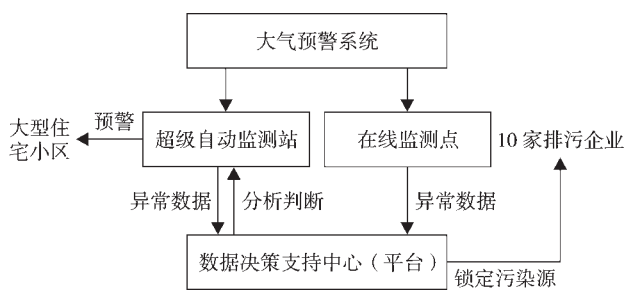 大气预警系统
大型住
宅小区
预警
超级自动监测站
在线监测点
10 家排污企业
异常数据
分析判断
异常数据
数据决策支持中心（平台）
锁定污染源